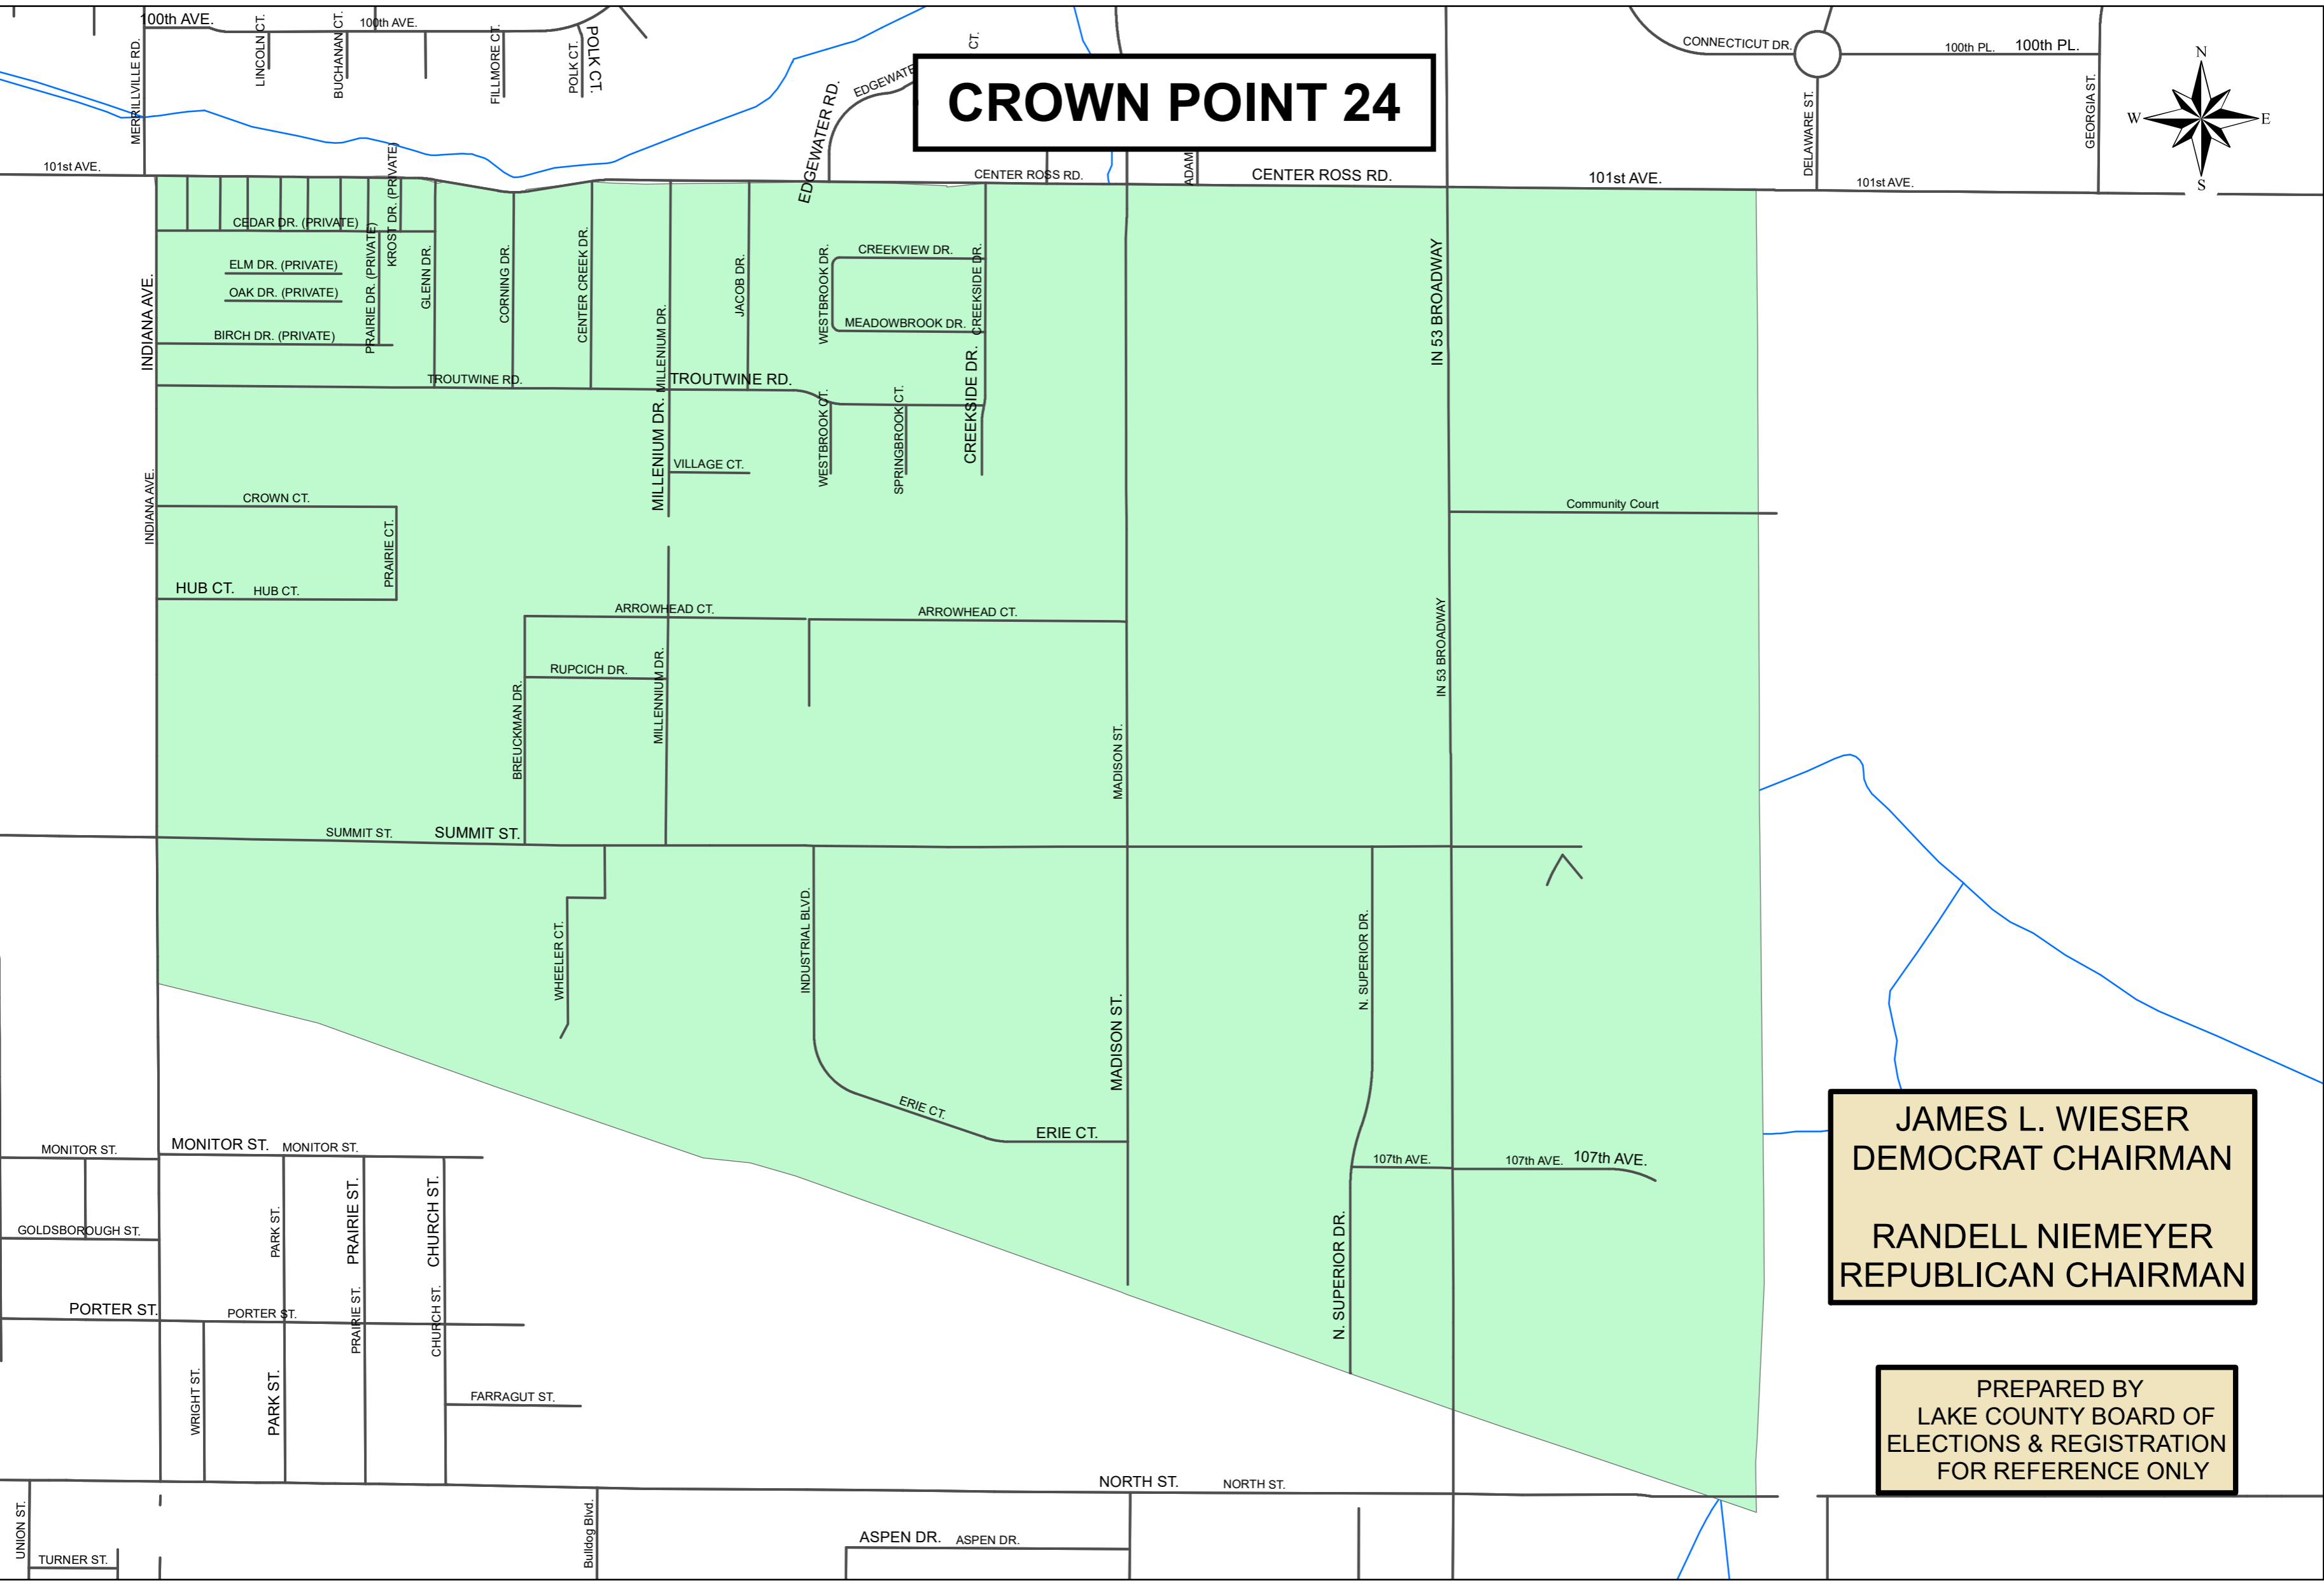 100th AVE.
100th AVE.
MERRILLVILLE RD.
LINCOLN CT.
BUCHANAN CT.
FILLMORE CT.
POLK CT.
POLK CT.
EDGEWATER RD.
CT.
CROWN POINT 24
CONNECTICUT DR.
100th PL.
100th PL.
DELAWARE ST.
GEORGIA ST.
N
W
E
S
101st AVE.
CENTER ROSS RD.
CENTER ROSS RD.
101st AVE.
101st AVE.
CEDAR DR. (PRIVATE)
KROST DR. (PRIVATE)
PRAIRIE DR. (PRIVATE)
ELM DR. (PRIVATE)
OAK DR. (PRIVATE)
BIRCH DR. (PRIVATE)
INDIANA AVE.
GLENN DR.
CORNING DR.
CENTER CREEK DR.
MILLENIUM DR.
JACOB DR.
WESTBROOK DR.
CREEKVIEW DR.
MEADOWBROOK DR.
CREEKSIDE DR.
CREEKSIDE DR.
IN 53 BROADWAY
TROUTWINE RD.
TROUTWINE RD.
MILLENIUM DR.
WESTBROOK CT.
SPRINGBROOK CT.
VILLAGE CT.
INDIANA AVE.
CROWN CT.
PRAIRIE CT.
HUB CT.
HUB CT.
Community Court
ARROWHEAD CT.
ARROWHEAD CT.
RUPCICH DR.
BREUCKMAN DR.
MILLENNIUM DR.
MADISON ST.
IN 53 BROADWAY
SUMMIT ST.
SUMMIT ST.
WHEELER CT.
INDUSTRIAL BLVD.
N. SUPERIOR DR.
MADISON ST.
ERIE CT.
ERIE CT.
107th AVE.
107th AVE.
107th AVE.
N. SUPERIOR DR.
MONITOR ST.
MONITOR ST.
MONITOR ST.
GOLDSBOROUGH ST.
PARK ST.
PRAIRIE ST.
CHURCH ST.
PORTER ST.
PORTER ST.
PRAIRIE ST.
CHURCH ST.
WRIGHT ST.
PARK ST.
FARRAGUT ST.
JAMES L. WIESER
DEMOCRAT CHAIRMAN
RANDELL NIEMEYER
REPUBLICAN CHAIRMAN
PREPARED BY
LAKE COUNTY BOARD OF
ELECTIONS & REGISTRATION
FOR REFERENCE ONLY
NORTH ST.
NORTH ST.
UNION ST.
TURNER ST.
Bulldog Blvd.
ASPEN DR.
ASPEN DR.